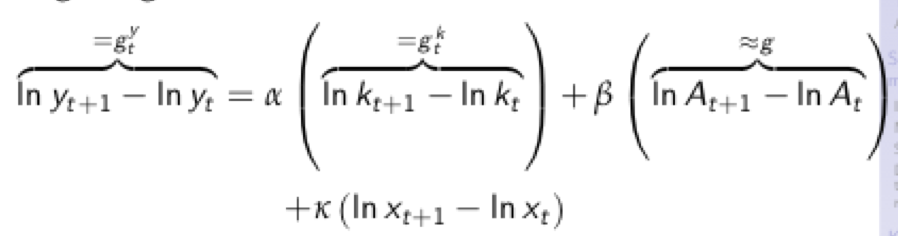 =g_t^y =g_t^k ≈g
ln y_{t+1} − ln y_t = α ( ln k_{t+1} − ln k_t ) + β ( ln A_{t+1} − ln A_t )
+κ (ln x_{t+1} − ln x_t)